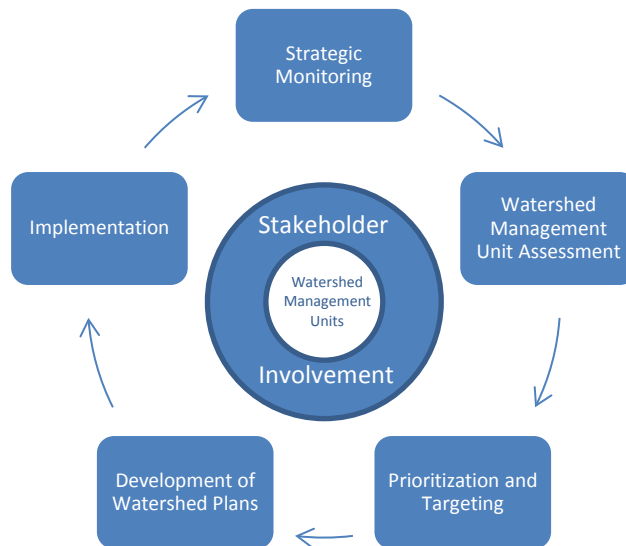 Strategic
Monitoring
Watershed
Management
Unit Assessment
Prioritization and
Targeting
Development of
Watershed Plans
Implementation
Stakeholder
Involvement
Watershed
Management
Units